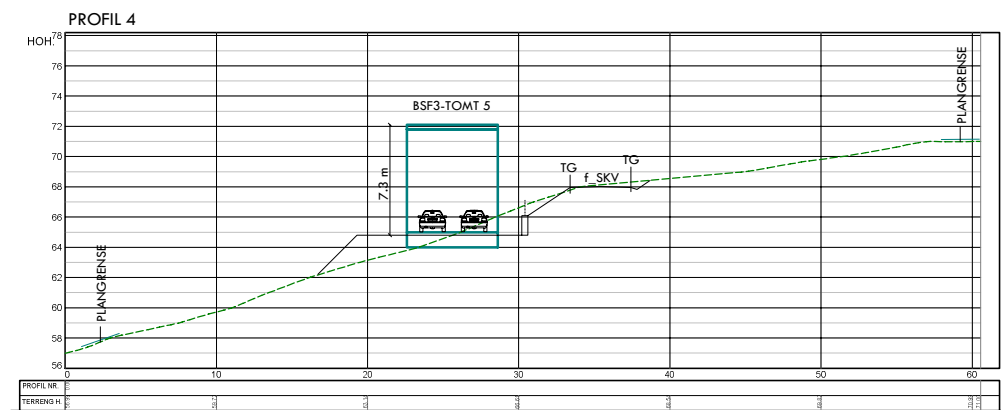 PROFIL 4
HOH.
78
76
74
72
70
68
66
64
62
60
58
56
BSF3-TOMT 5
7.3 m
TG
f_SKV
TG
PLANGRENSE
PLANGRENSE
0
10
20
30
40
50
60
PROFIL NR.
TERRENG H.